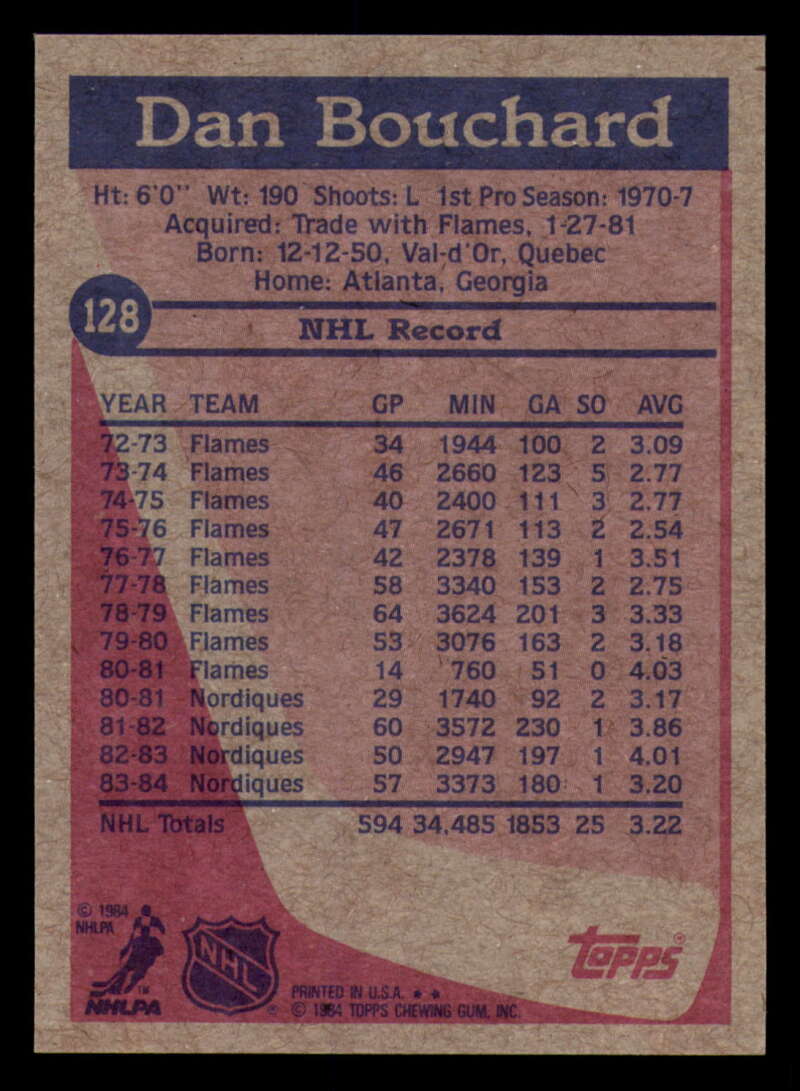 Dan Bouchard
Ht: 6'0" Wt: 190 Shoots: L 1st Pro Season: 1970-7
Acquired: Trade with Flames, 1-27-81
Born: 12-12-50, Val-d'Or, Quebec
Home: Atlanta, Georgia
128
NHL Record
YEAR TEAM GP MIN GA SO AVG
72-73 Flames 34 1944 100 2 3.09
73-74 Flames 46 2660 123 5 2.77
74-75 Flames 40 2400 111 3 2.77
75-76 Flames 47 2671 113 2 2.54
76-77 Flames 42 2378 139 1 3.51
77-78 Flames 58 3340 153 2 2.75
78-79 Flames 64 3624 201 3 3.33
79-80 Flames 53 3076 163 2 3.18
80-81 Flames 14 760 51 0 4.03
80-81 Nordiques 29 1740 92 2 3.17
81-82 Nordiques 60 3572 230 1 3.86
82-83 Nordiques 50 2947 197 1 4.01
83-84 Nordiques 57 3373 180 1 3.20
NHL Totals 594 34,485 1853 25 3.22
© 1984
NHLPA
TM
NHLPA
NHL
®
topps®
PRINTED IN U.S.A. * *
© 1984 TOPPS CHEWING GUM, INC.